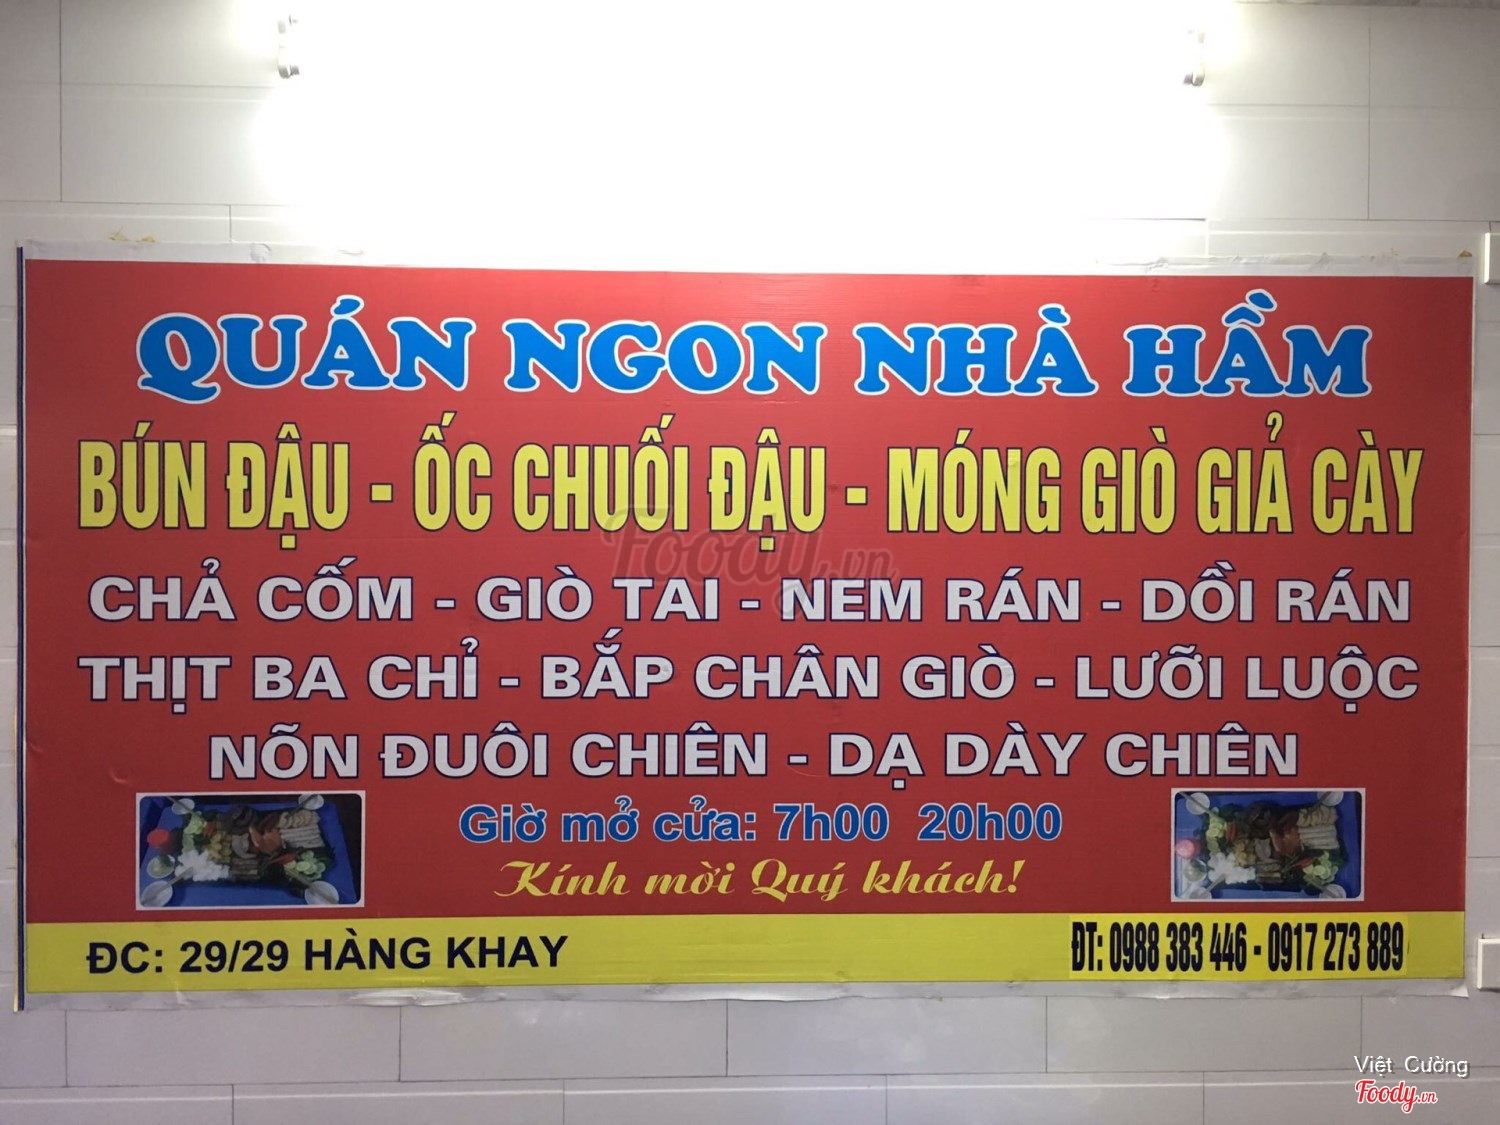 QUÁN NGON NHÀ HẦM
BÚN ĐẬU - ỐC CHUỐI ĐẬU - MÓNG GIÒ GIẢ CÀY
CHẢ CỐM - GIÒ TAI - NEM RÁN - DỒI RÁN
THỊT BA CHỈ - BẮP CHÂN GIÒ - LƯỠI LUỘC
NÕN ĐUÔI CHIÊN - DẠ DÀY CHIÊN
Giờ mở cửa: 7h00 20h00
Kính mời Quý khách!
ĐC: 29/29 HÀNG KHAY
ĐT: 0988 383 446 - 0917 273 889
Foody.vn
Việt Cường
Foody.vn